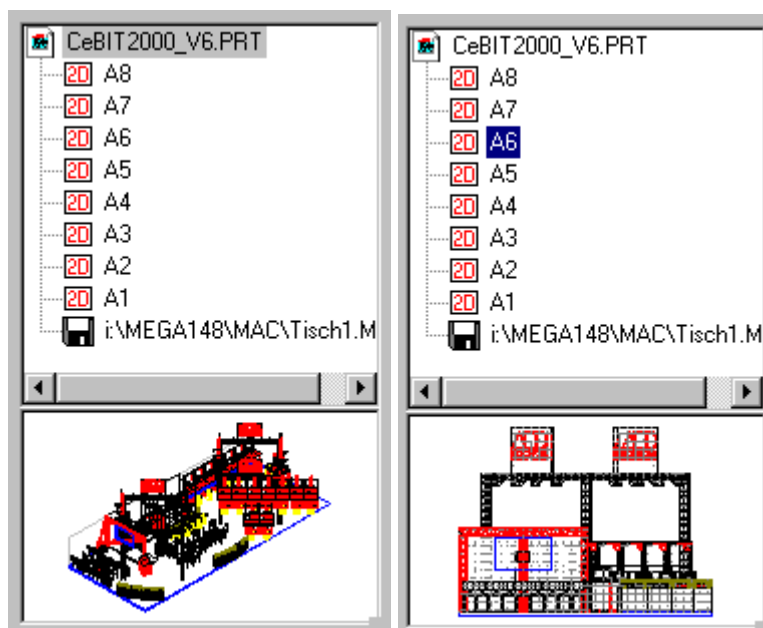 CeBIT2000_V6.PRT
2D A8
2D A7
2D A6
2D A5
2D A4
2D A3
2D A2
2D A1
i:\MEGA148\MAC\Tisch1.M
CeBIT2000_V6.PRT
2D A8
2D A7
2D A6
2D A5
2D A4
2D A3
2D A2
2D A1
i:\MEGA148\MAC\Tisch1.M